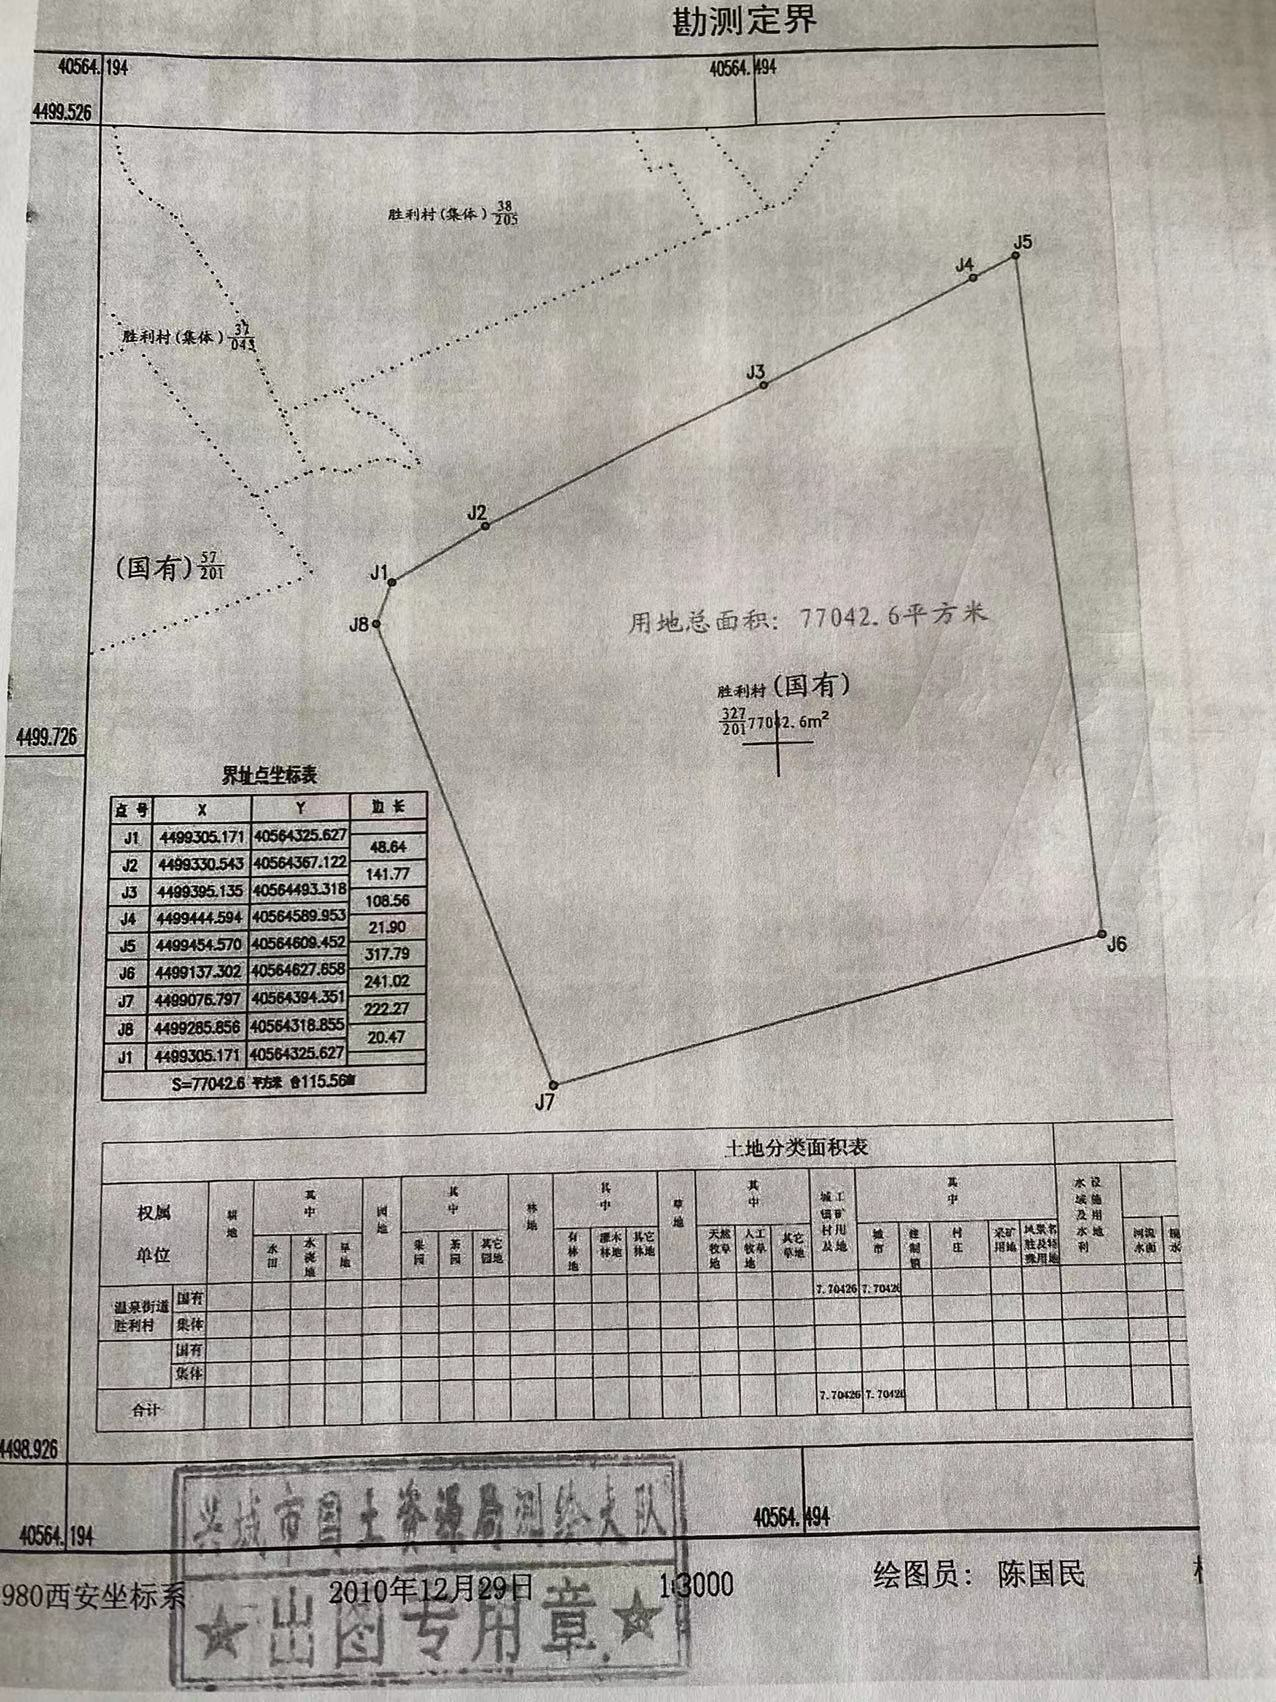 勘测定界
40564. 194
40564. 494
4499.526
胜利村(集体) 38/205
J5
J4
胜利村(集体) 37/043
J3
J2
(国有) 57/201
J1
J8
用地总面积: 77042.6平方米
胜利村(国有)
327/201 77042.6m²
4499.726
界址点坐标表
点号 X Y 边长
J1 4499305.171 40564325.627
48.64
J2 4499330.543 40564367.122
141.77
J3 4499395.135 40564493.318
108.56
J4 4499444.594 40564589.953
21.90
J5 4499454.570 40564609.452
317.79
J6 4499137.302 40564627.658
241.02
J7 4499076.797 40564394.351
222.27
J8 4499285.856 40564318.855
20.47
J1 4499305.171 40564325.627
S=77042.6 平方米 合115.56亩
J6
J7
土地分类面积表
权属单位 耕地 其中 园地 其中 林地 其中 草地 其中 城镇村及工矿用地 其中 水域及水利设施用地
水田 水浇地 旱地 果园 茶园 其它园地 有林地 灌木林地 其它林地 天然牧草地 人工牧草地 其它草地 城市 建制镇 村庄 采矿用地 风景名胜及特殊用地 河流水面
温泉街道胜利村 国有 7.70426 7.70426
集体
国有
集体
合计 7.70426 7.70426
4498.926
40564. 194
40564. 494
兴城市国土资源局测绘大队
980西安坐标系 2010年12月29日 1:3000 绘图员: 陈国民
★出图专用章★